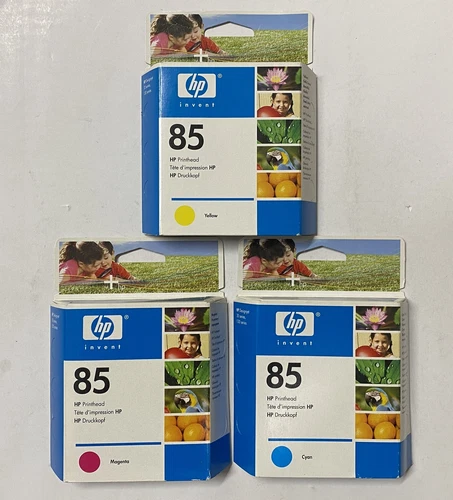 hp
invent
85
HP Printhead
Tête d'impression HP
HP Druckkopf
Yellow
hp
invent
85
HP Printhead
Tête d'impression HP
HP Druckkopf
Magenta
hp
invent
85
HP Printhead
Tête d'impression HP
HP Druckkopf
Cyan